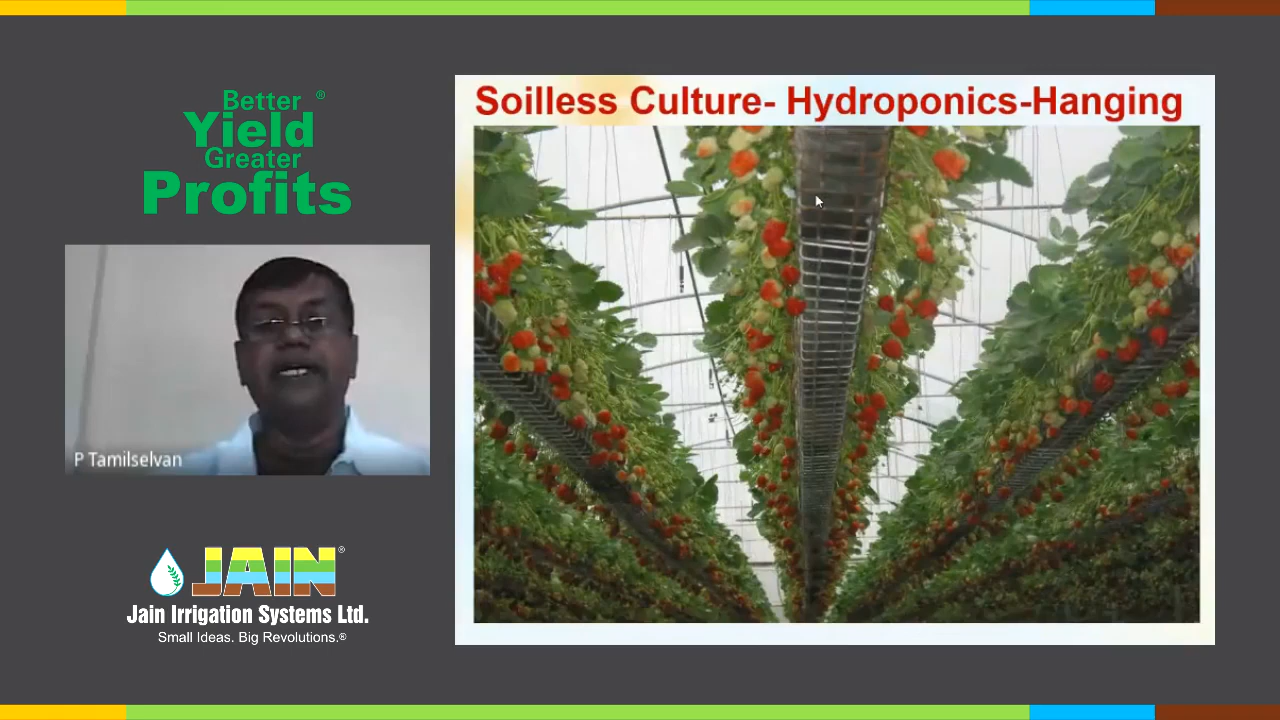 Better ®
Yield
Greater
Profits
Soilless Culture- Hydroponics-Hanging
P Tamilselvan
JAIN®
Jain Irrigation Systems Ltd.
Small Ideas. Big Revolutions.®